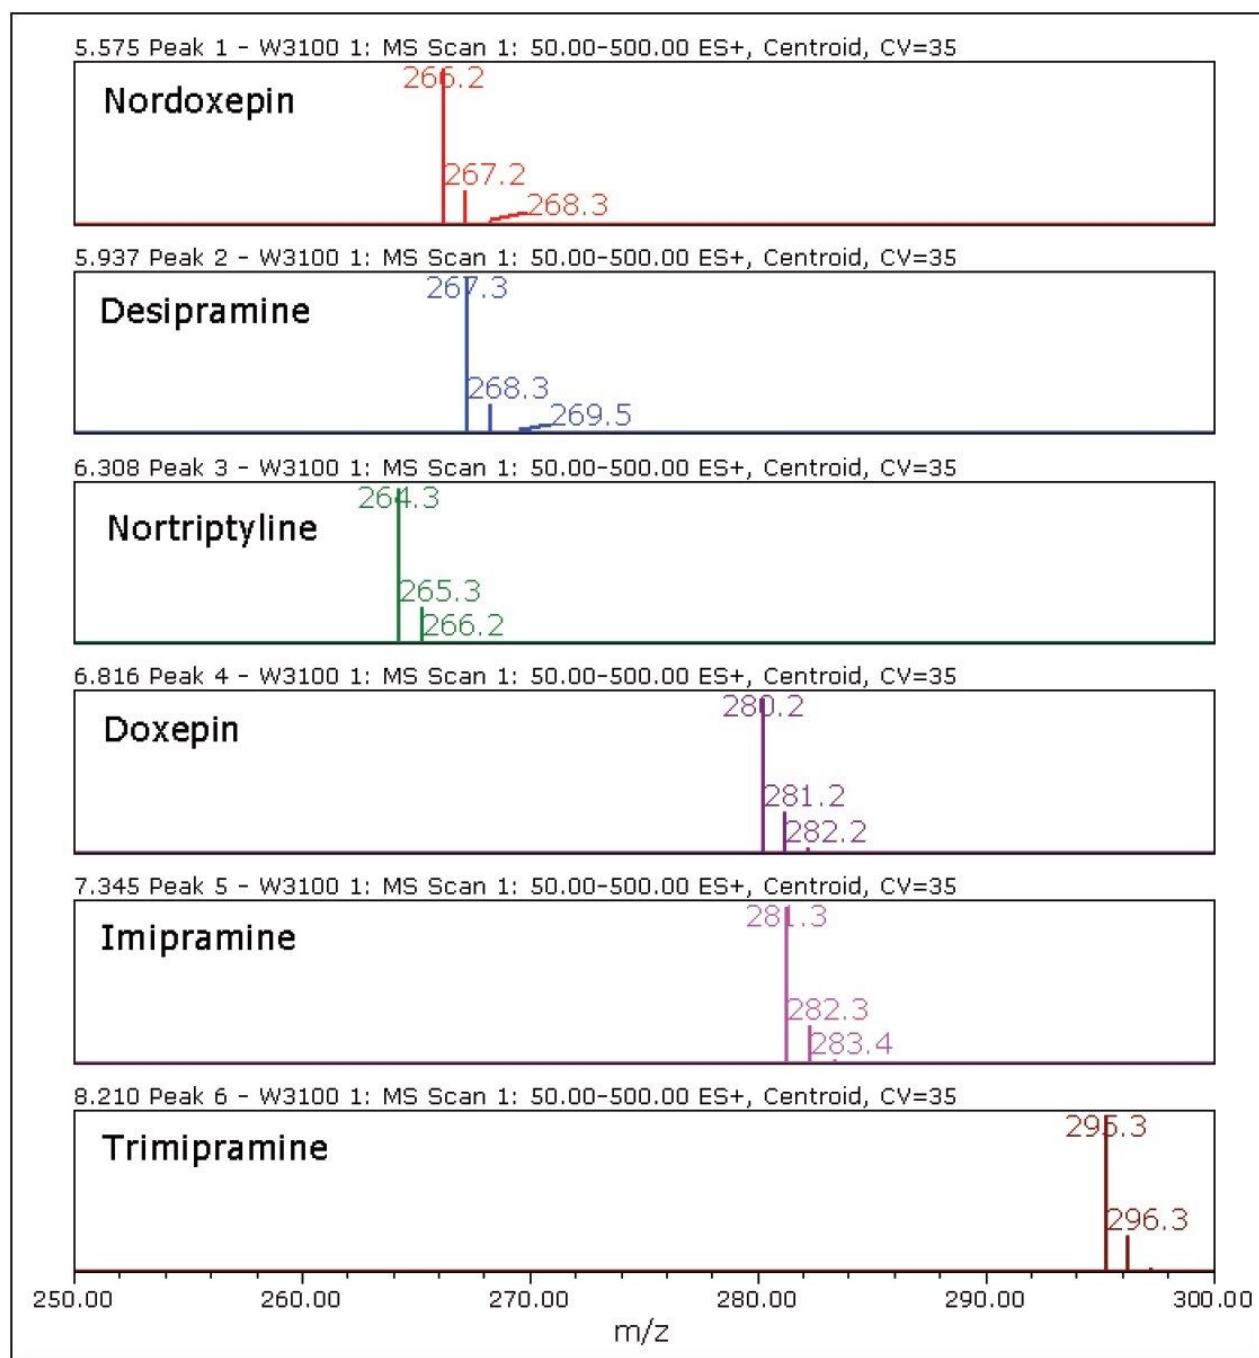 5.575 Peak 1 - W3100 1: MS Scan 1: 50.00-500.00 ES+, Centroid, CV=35
266.2
Nordoxepin
267.2
268.3
5.937 Peak 2 - W3100 1: MS Scan 1: 50.00-500.00 ES+, Centroid, CV=35
267.3
Desipramine
268.3
269.5
6.308 Peak 3 - W3100 1: MS Scan 1: 50.00-500.00 ES+, Centroid, CV=35
264.3
Nortriptyline
265.3
266.2
6.816 Peak 4 - W3100 1: MS Scan 1: 50.00-500.00 ES+, Centroid, CV=35
280.2
Doxepin
281.2
282.2
7.345 Peak 5 - W3100 1: MS Scan 1: 50.00-500.00 ES+, Centroid, CV=35
281.3
Imipramine
282.3
283.4
8.210 Peak 6 - W3100 1: MS Scan 1: 50.00-500.00 ES+, Centroid, CV=35
295.3
Trimipramine
296.3
250.00 260.00 270.00 280.00 290.00 300.00
m/z